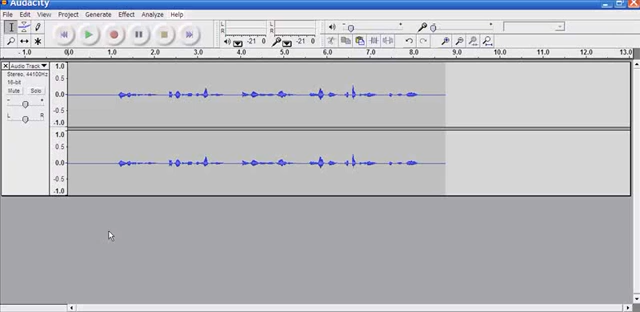 Audacity
File Edit View Project Generate Effect Analyze Help
L R -21 0 L R -21 0
-1.0 0.0 1.0 2.0 3.0 4.0 5.0 6.0 7.0 8.0 9.0 10.0 11.0 12.0 13.0
Audio Track
Stereo, 44100Hz
16-bit
Mute Solo
- +
L R
1.0
0.5
0.0
-0.5
-1.0
1.0
0.5
0.0
-0.5
-1.0